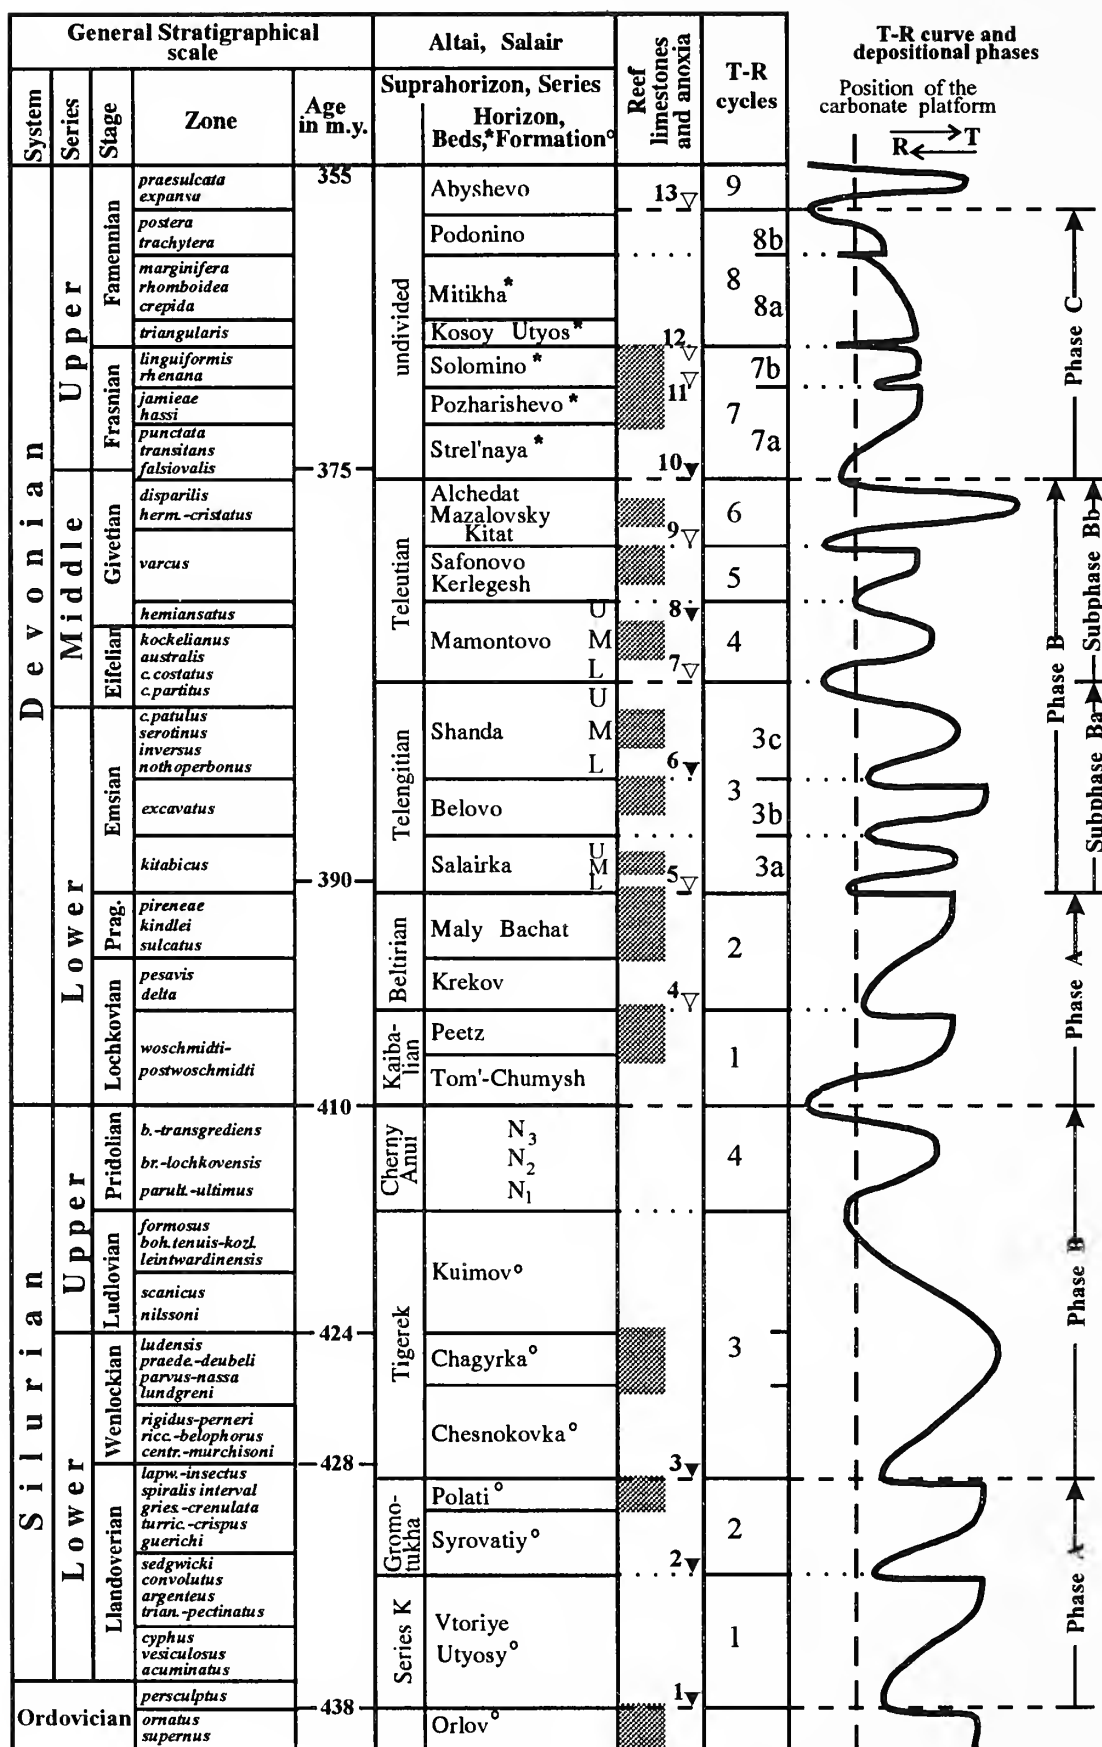 General Stratigraphical
scale
Altai, Salair
Reef
limestones
and anoxia
T-R
cycles
T-R curve and
depositional phases
Position of the
carbonate platform
R T
System
Series
Stage
Zone
Age
in m.y.
Suprahorizon, Series
Horizon,
Beds,*Formation°
Devonian
Upper
Middle
Lower
Famennian
Frasnian
Givetian
Eifelian
Emsian
Prag.
Lochkovian
praesulcata
expansa
postera
trachytera
marginifera
rhomboidea
crepida
triangularis
linguiformis
rhenana
jamieae
hassi
punctata
transitans
falsiovalis
disparilis
herm.-cristatus
varcus
hemiansatus
kockelianus
australis
c.costatus
c.partitus
c.patulus
serotinus
inversus
nothoperbonus
excavatus
kitabicus
pireneae
kindlei
sulcatus
pesavis
delta
woschmidti-
postwoschmidti
355
375
390
410
undivided
Teleutian
Telengitian
Beltirian
Kaiba-
lian
Abyshevo
Podonino
Mitikha*
Kosoy Utyos*
Solomino*
Pozharishevo*
Strel'naya*
Alchedat
Mazalovsky
Kitat
Safonovo
Kerlegesh
Mamontovo
U
M
L
Shanda
U
M
L
Belovo
Salairka
U
M
L
Maly Bachat
Krekov
Peetz
Tom'-Chumysh
13
12
11
10
9
8
7
6
5
4
9
8b
8
8a
7b
7
7a
6
5
4
3c
3
3b
3a
2
1
Phase C
Phase B
Subphase Bb
Subphase Ba
Phase A
Silurian
Upper
Lower
Pridolian
Ludlovian
Wenlockian
Llandoverian
b.-transgrediens
br.-lochkovensis
parult.-ultimus
formosus
boh.tenuis-kozl.
leintwardinensis
scanicus
nilssoni
ludensis
praede.-deubeli
parvus-nassa
lundgreni
rigidus-perneri
ricc.-belophorus
centr.-murchisoni
lapw.-insectus
spiralis interval
gries.-crenulata
turric.-crispus
guerichi
sedgwicki
convolutus
argenteus
trian.-pectinatus
cyphus
vesiculosus
acuminatus
persculptus
Ordovician
ornatus
supernus
424
428
438
Cherny
Anui
Tigerek
Gromo-
tukha
Series K
N3
N2
N1
Kuimov°
Chagyrka°
Chesnokovka°
Polati°
Syrovatiy°
Vtoriye
Utyosy°
Orlov°
3
2
1
4
3
2
1
Phase B
Phase A